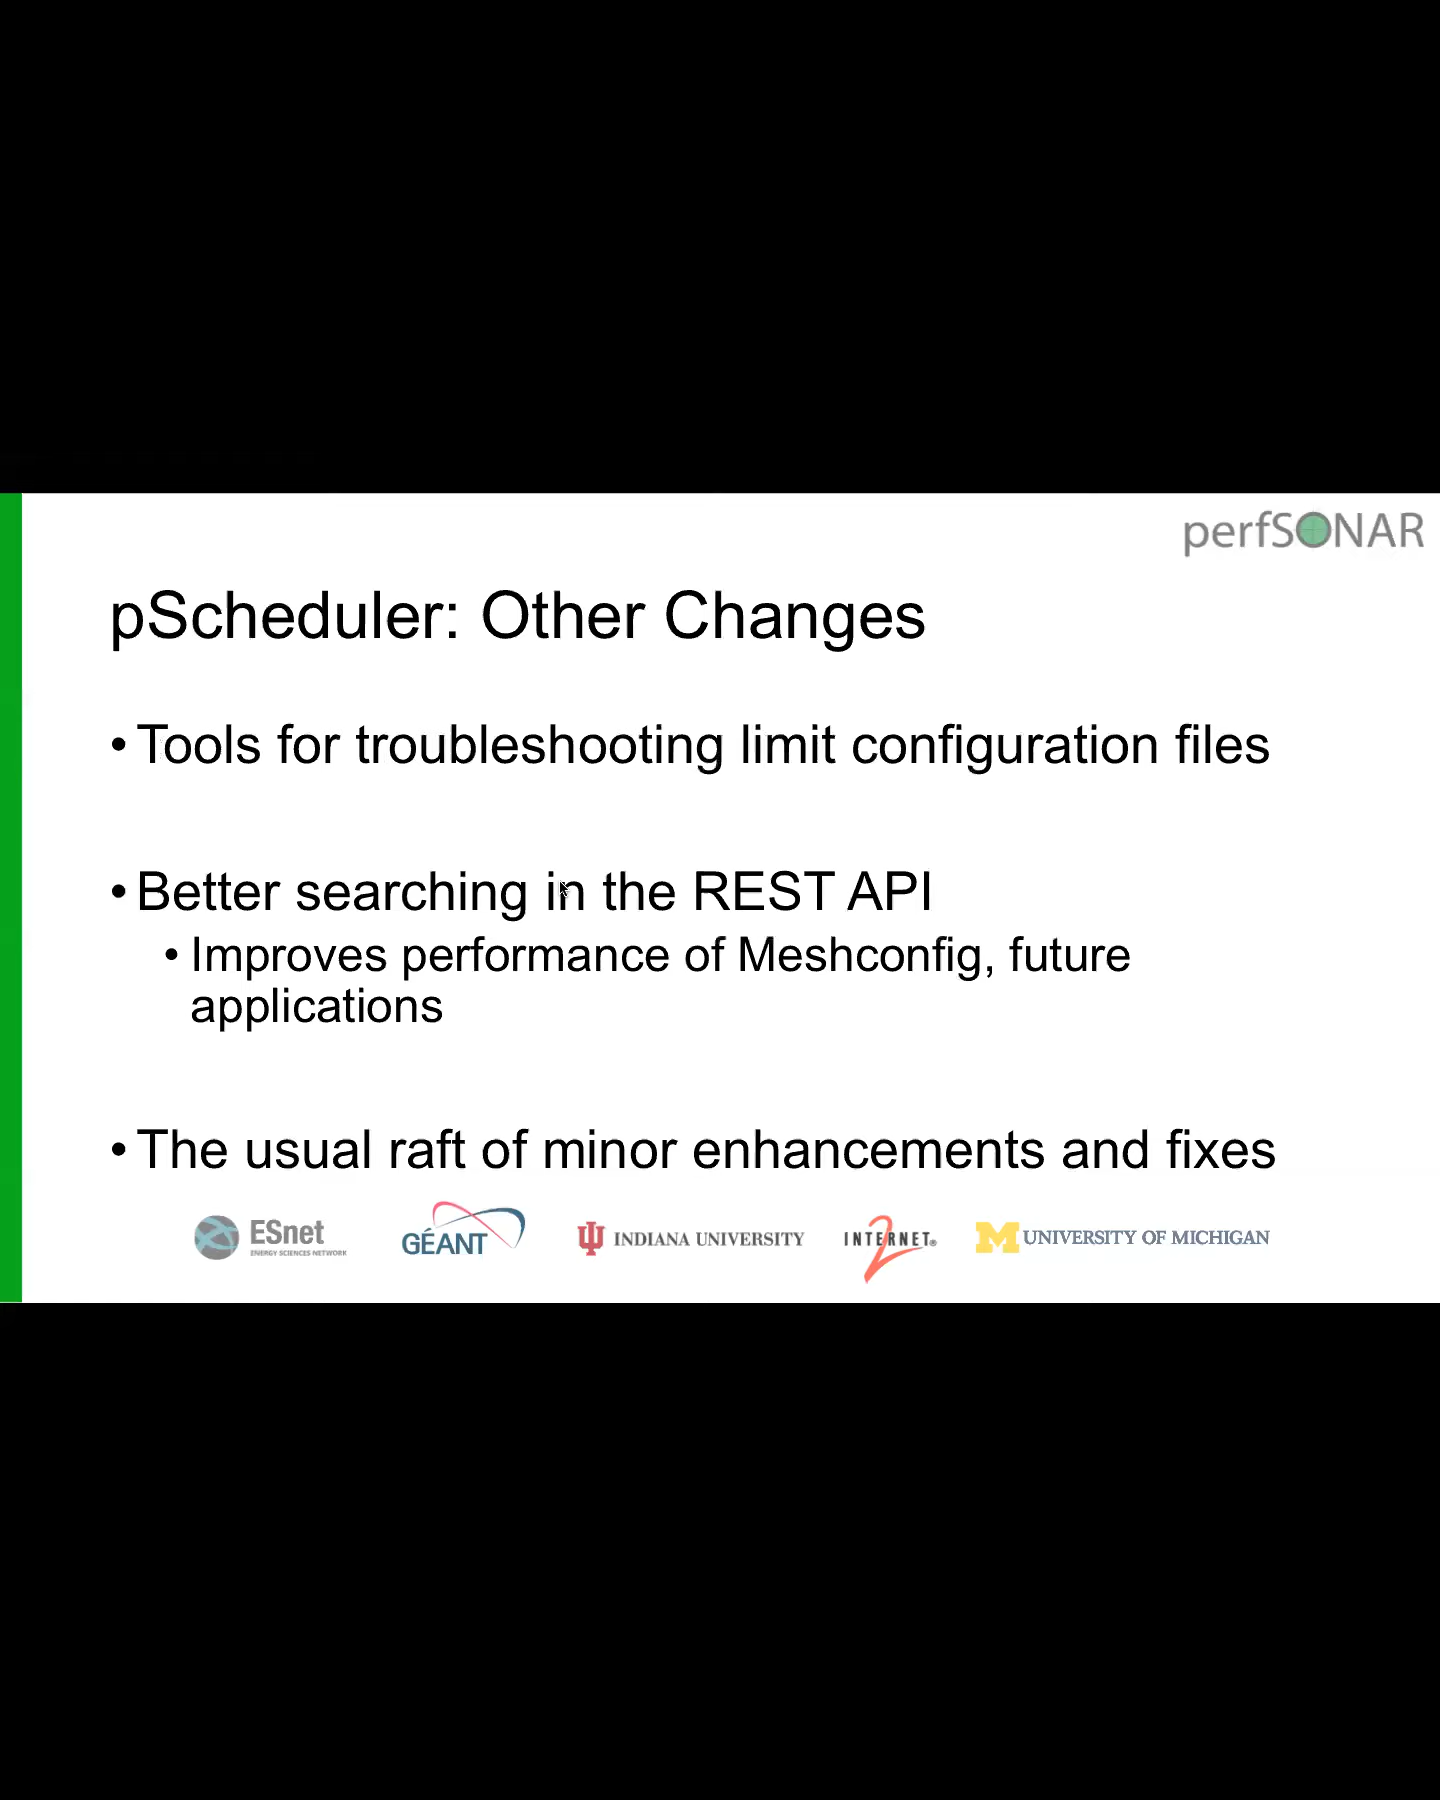 perfSONAR
pScheduler: Other Changes
• Tools for troubleshooting limit configuration files
• Better searching in the REST API
• Improves performance of Meshconfig, future
applications
• The usual raft of minor enhancements and fixes
ESnet
ENERGY SCIENCES NETWORK
GÉANT
INDIANA UNIVERSITY
INTERNET®
2
M UNIVERSITY OF MICHIGAN